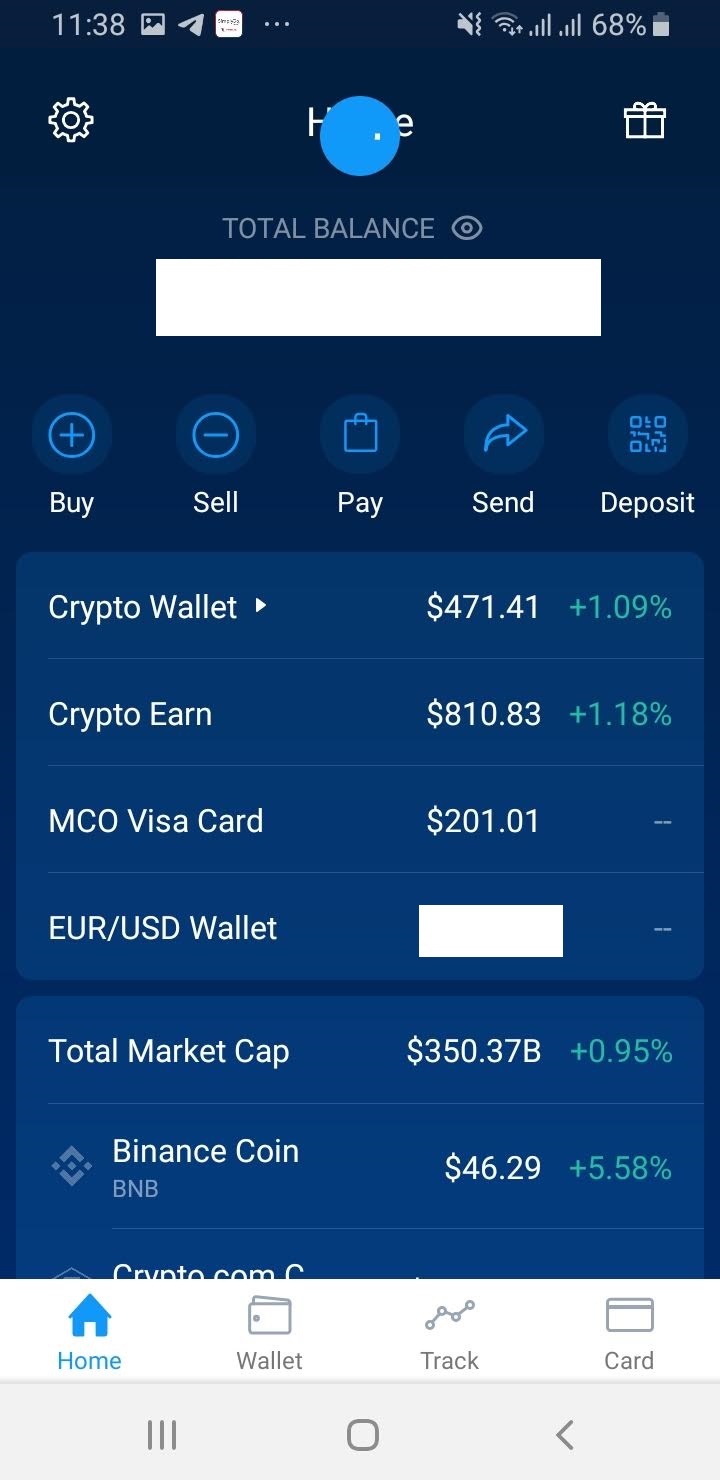 11:38 68%
TOTAL BALANCE
Buy Sell Pay Send Deposit
Crypto Wallet $471.41 +1.09%
Crypto Earn $810.83 +1.18%
MCO Visa Card $201.01 --
EUR/USD Wallet --
Total Market Cap $350.37B +0.95%
Binance Coin $46.29 +5.58%
BNB
Crypto.com C
Home Wallet Track Card